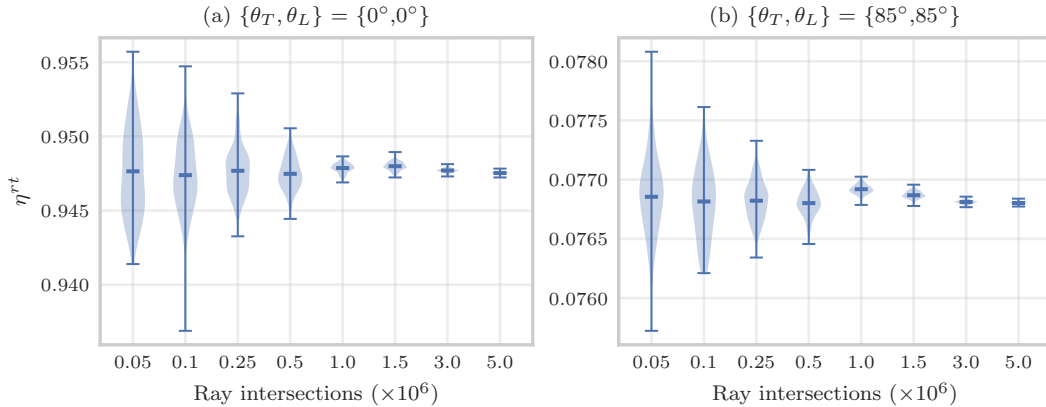 (a) {θ_T, θ_L} = {0°,0°}
0.955
0.950
0.945
0.940
η^{rt}
0.05 0.1 0.25 0.5 1.0 1.5 3.0 5.0
Ray intersections (×10^6)
(b) {θ_T, θ_L} = {85°,85°}
0.0780
0.0775
0.0770
0.0765
0.0760
0.05 0.1 0.25 0.5 1.0 1.5 3.0 5.0
Ray intersections (×10^6)